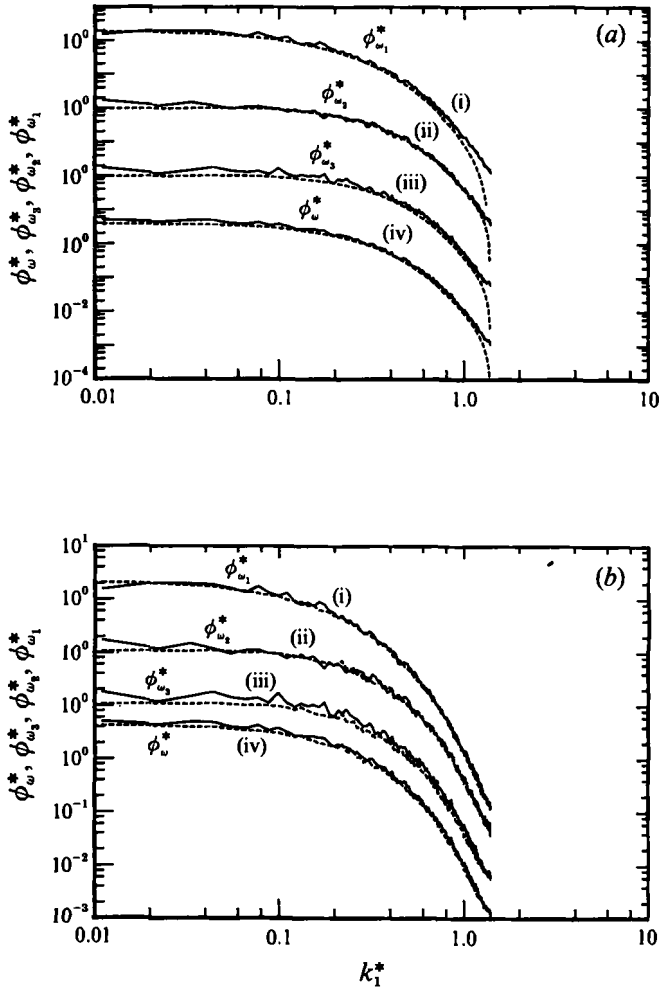 (a)
10⁰
10⁰
10⁰
10⁰
10⁻²
10⁻⁴
ϕ*ω₁
(i)
ϕ*ω₂
(ii)
ϕ*ω₃
(iii)
ϕ*ω
(iv)
ϕ*ω, ϕ*ω₃, ϕ*ω₂, ϕ*ω₁
0.01
0.1
1.0
10
(b)
10¹
10⁰
10⁰
10⁰
10⁰
10⁻¹
10⁻²
10⁻³
ϕ*ω₁
(i)
ϕ*ω₂
(ii)
ϕ*ω₃
(iii)
ϕ*ω
(iv)
ϕ*ω, ϕ*ω₃, ϕ*ω₂, ϕ*ω₁
0.01
0.1
1.0
10
k₁*